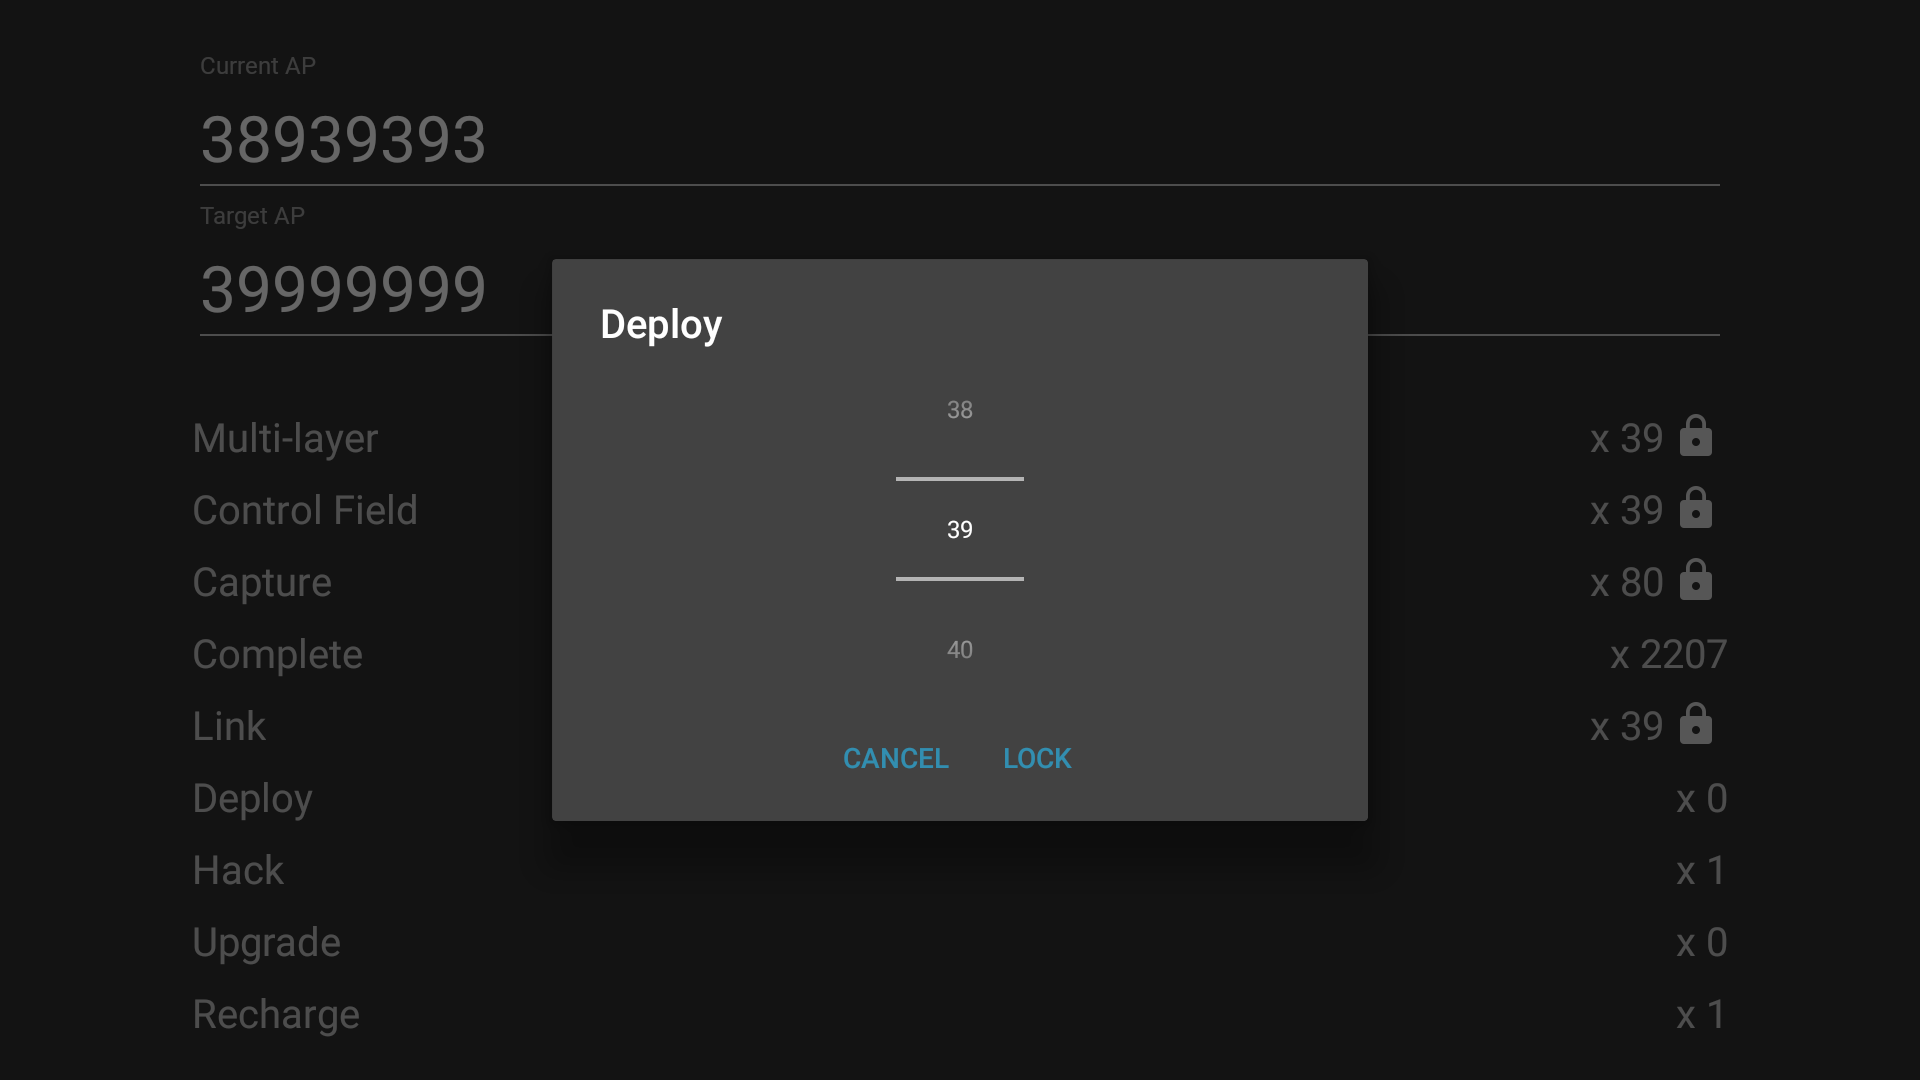 Current AP
38939393
Target AP
39999999
Deploy
38
39
40
CANCEL LOCK
Multi-layer x 39
Control Field x 39
Capture x 80
Complete x 2207
Link x 39
Deploy x 0
Hack x 1
Upgrade x 0
Recharge x 1